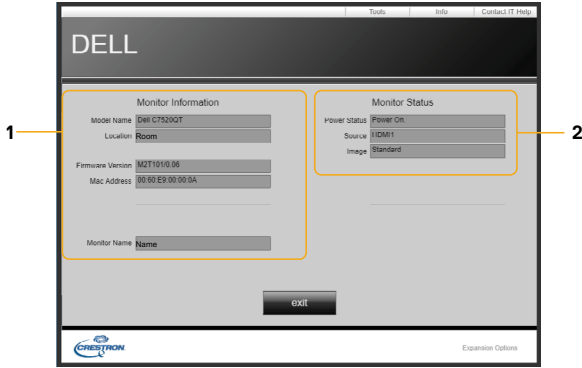 Tools Info Contact IT Help
DELL
Monitor Information
Model Name Dell C7520QT
Location Room
Firmware Version M2T101/0.06
Mac Address 00:60:E9:00:00:0A
Monitor Name Name
Monitor Status
Power Status Power On.
Source HDMI1
Image Standard
1
2
exit
CRESTRON
Expansion Options